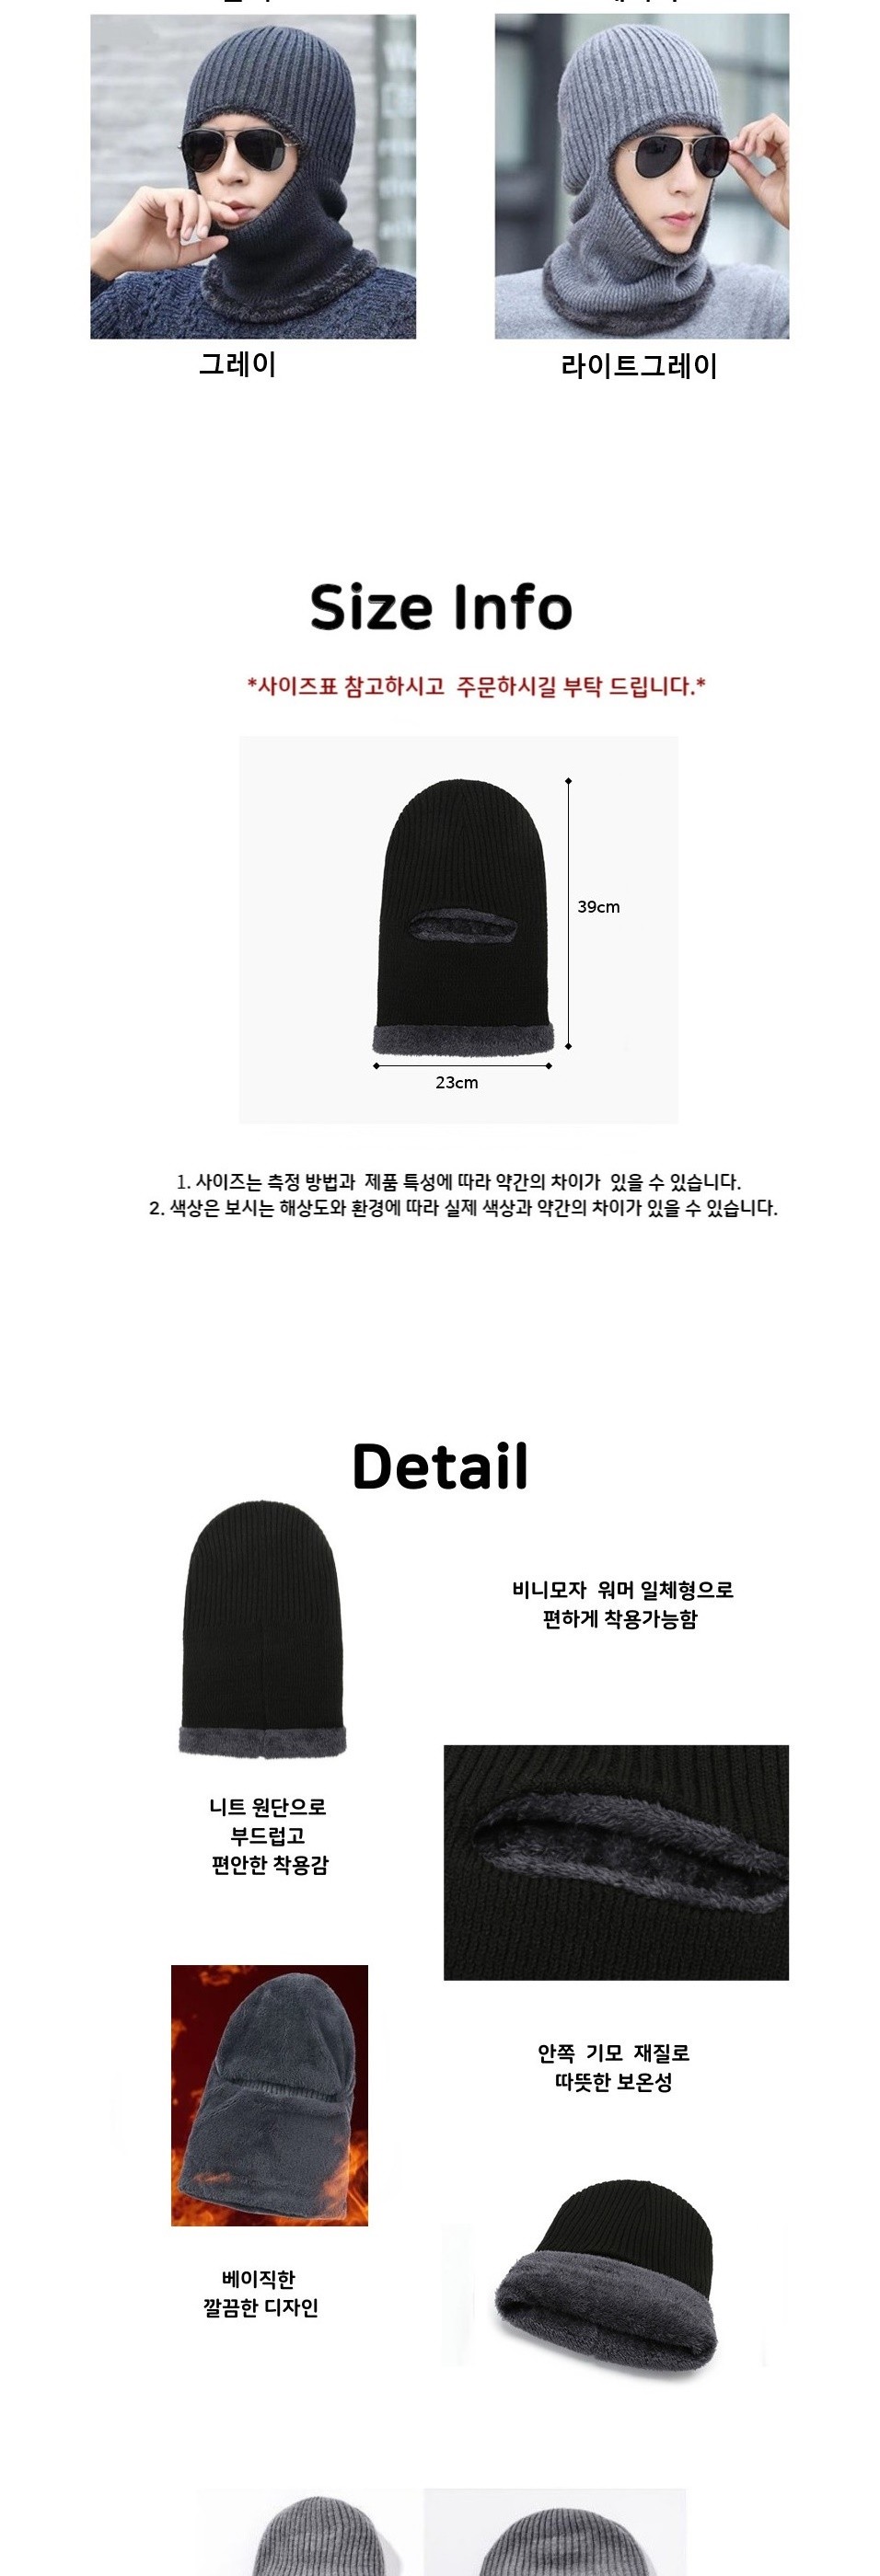 그레이
라이트그레이
Size Info
*사이즈표 참고하시고 주문하시길 부탁 드립니다.*
39cm
23cm
1. 사이즈는 측정 방법과 제품 특성에 따라 약간의 차이가 있을 수 있습니다.
2. 색상은 보시는 해상도와 환경에 따라 실제 색상과 약간의 차이가 있을 수 있습니다.
Detail
비니모자 워머 일체형으로
편하게 착용가능함
니트 원단으로
부드럽고
편안한 착용감
안쪽 기모 재질로
따뜻한 보온성
베이직한
깔끔한 디자인